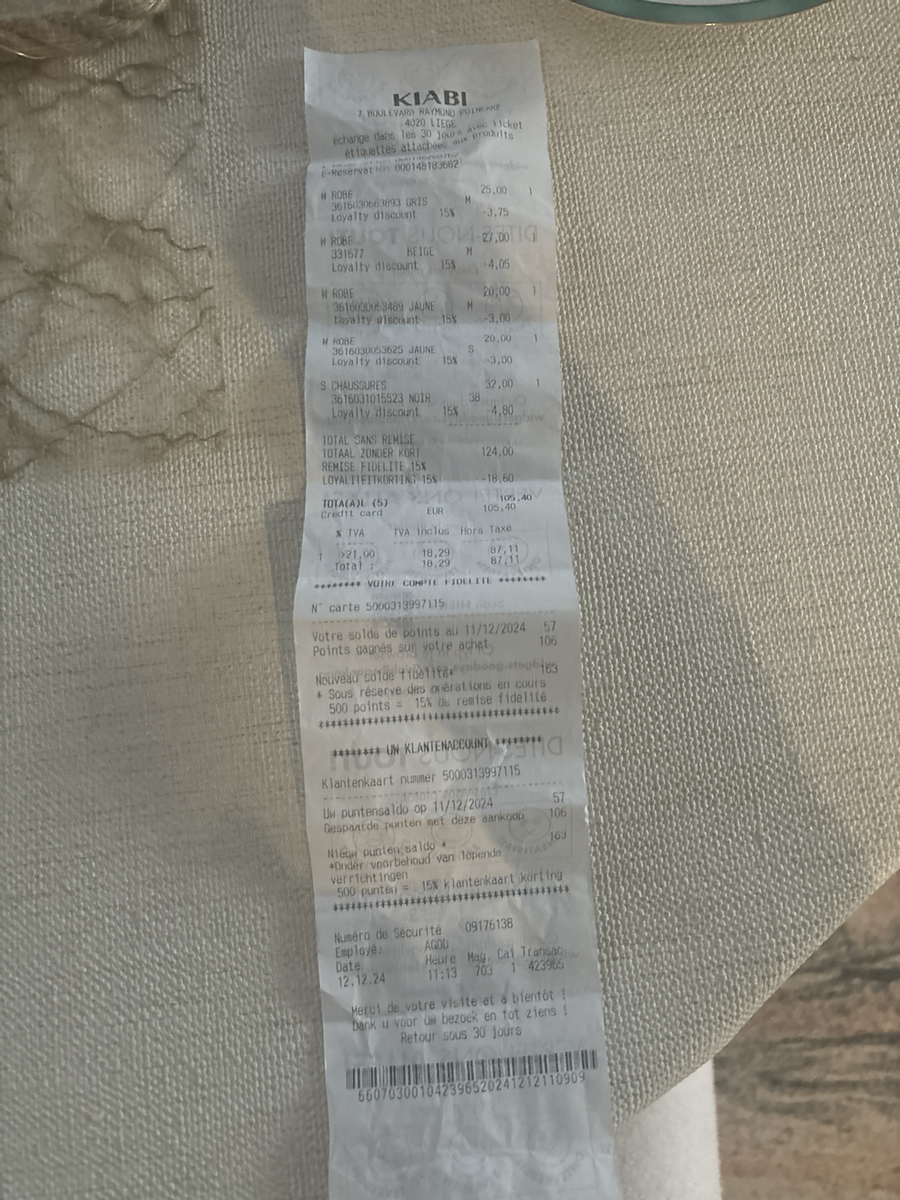 KIABI
7 BOULEVARD RAYMOND POINCARE
4020 LIEGE
échange dans les 30 jours avec ticket
étiquettes attachées aux produits
E-Reservation 000148183662
W ROBE 25,00 1
3616030663893 GRIS M
Loyalty discount 15% -3,75
W ROBE 27,00 1
331677 BEIGE M
Loyalty discount 15% -4,05
W ROBE 20,00 1
3616030053489 JAUNE M
Loyalty discount 15% -3,00
W ROBE 20,00 1
3616030053625 JAUNE S
Loyalty discount 15% -3,00
S CHAUSSURES 32,00 1
3616031015523 NOIR 38
Loyalty discount 15% -4,80
TOTAL SANS REMISE
TOTAAL ZONDER KORT 124,00
REMISE FIDELITE 15%
LOYALITEITKORTING 15% -18,60
TOTA(A)L (5) 105,40
Credit card EUR 105,40
% TVA TVA inclus Hors Taxe
1 >21,00 18,29 87,11
Total : 18,29 87,11
******** VOTRE COMPTE FIDELITE ********
N° carte 5000313997115
Votre solde de points au 11/12/2024 57
Points gagnés sur votre achat 106
Nouveau solde fidélité* 163
* Sous réserve des opérations en cours
500 points = 15% de remise fidélité
******** UW KLANTENACCOUNT ********
Klantenkaart nummer 5000313997115
Uw puntensaldo op 11/12/2024 57
Gespaarde punten met deze aankoop 106
Nieuw punten saldo * 163
*Onder voorbehoud van lopende
verrichtingen
500 punten = 15% klantenkaart korting
Numéro de Sécurité 09176138
Employé:
Date Heure Mag. Cai Transac
12.12.24 11:13 703 1 423965
Merci de votre visite et à bientôt !
Dank u voor uw bezoek en tot ziens !
Retour sous 30 jours
660703001042396520241212110909